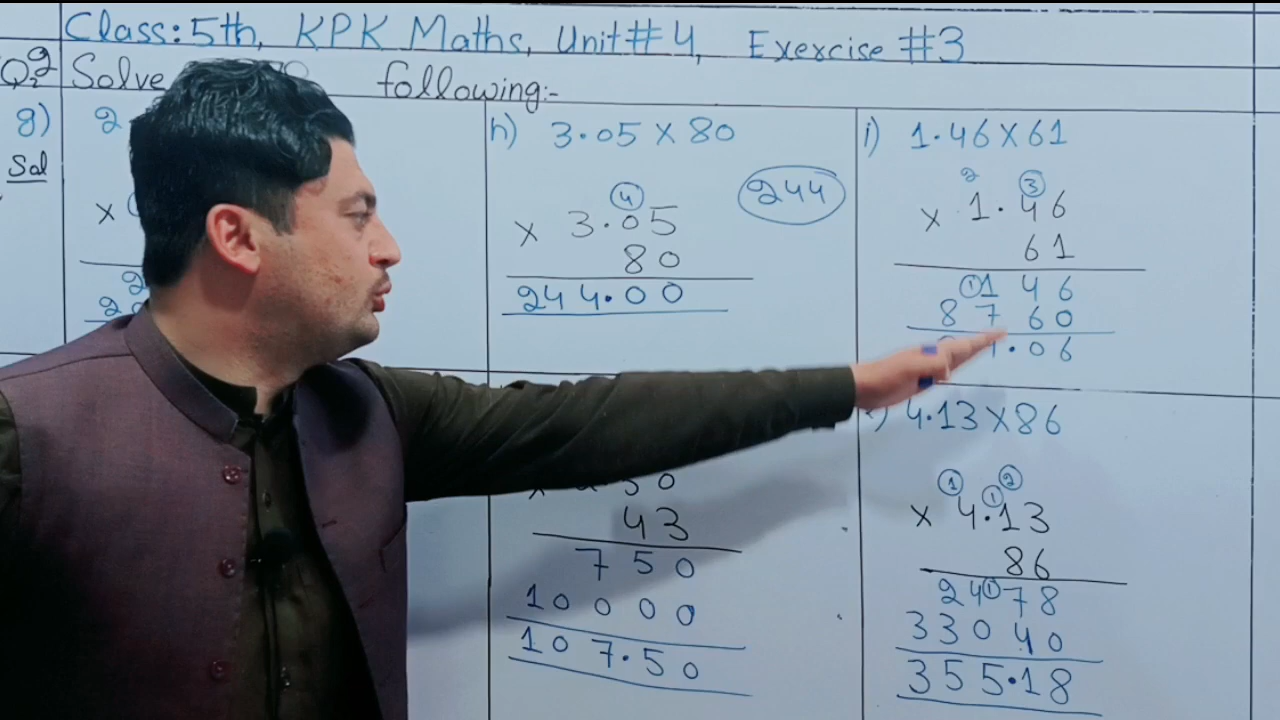 Class: 5th, KPK Maths, Unit# 4, Exercise #3
Q2 Solve following:-
g) 2
Sol
x
2
h) 3.05 X 80
244
4
x 3.05
80
244.00
i) 1.46 X 61
2 3
x 1.46
61
1 1 4 6
8 7 6 0
.06
5 0
43
7 5 0
1 0 0 0 0
1 0 7.5 0
4.13 X 86
1 1 2
x 4.13
86
2 4 1 7 8
3 3 0 4 0
3 5 5.1 8